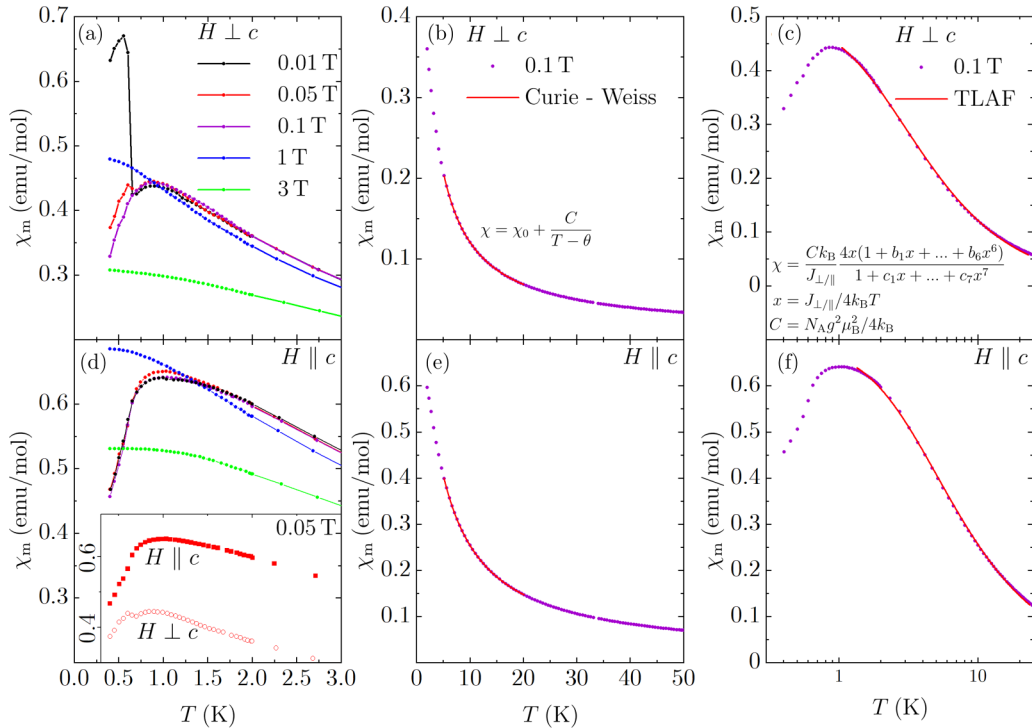 (a)
H ⊥ c
0.01 T
0.05 T
0.1 T
1 T
3 T
χm (emu/mol)
0.7
0.6
0.5
0.4
0.3
(b)
H ⊥ c
0.1 T
Curie - Weiss
χ = χ0 + C / (T − θ)
χm (emu/mol)
0.4
0.3
0.2
0.1
0
(c)
H ⊥ c
0.1 T
TLAF
χ = CkB/J⊥/∥ 4x(1 + b1x + ... + b6x^6) / (1 + c1x + ... + c7x^7)
x = J⊥/∥/4kBT
C = NAg²μB²/4kB
χm (emu/mol)
0.5
0.4
0.3
0.2
0.1
0
(d)
H ∥ c
χm (emu/mol)
0.6
0.5
0.4
0.3
0.05 T
0.6
0.4
H ∥ c
H ⊥ c
0.0 0.5 1.0 1.5 2.0 2.5 3.0
T (K)
(e)
H ∥ c
χm (emu/mol)
0.6
0.5
0.4
0.3
0.2
0.1
0 10 20 30 40 50
T (K)
(f)
H ∥ c
χm (emu/mol)
0.6
0.5
0.4
0.3
0.2
0.1
0
1 10
T (K)